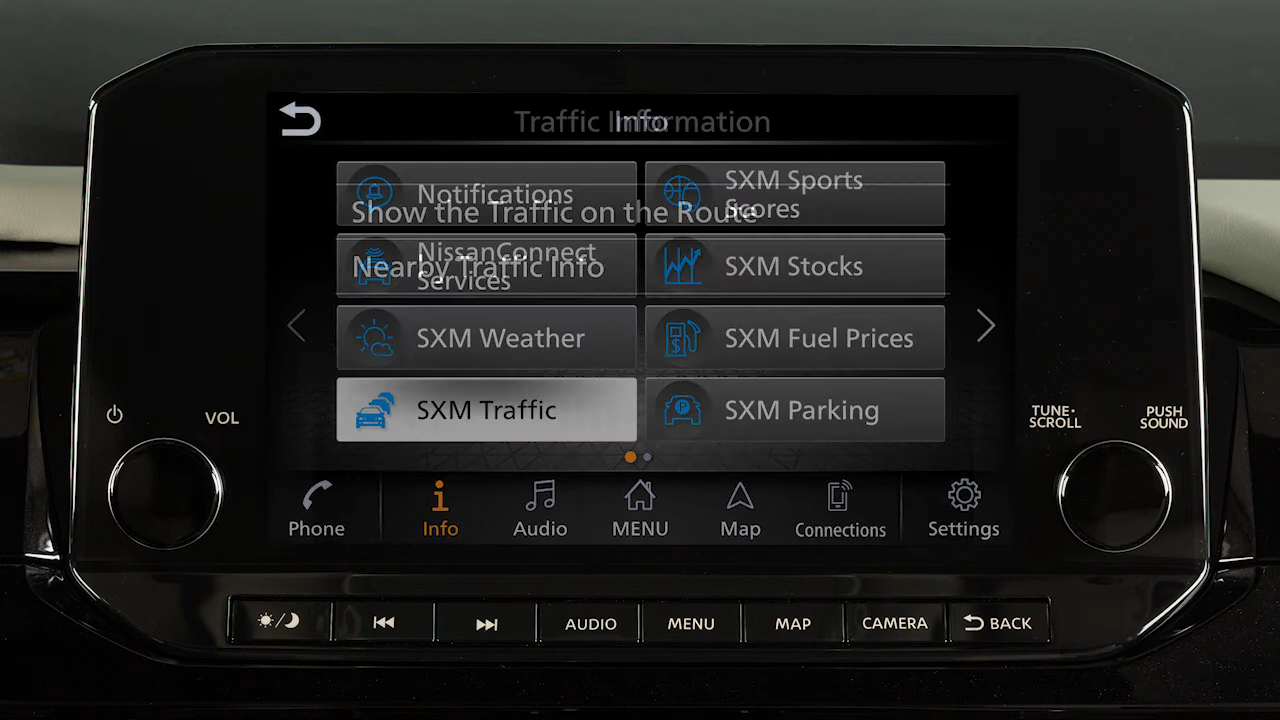 Traffic Information
Info
Notifications
SXM Sports
Scores
Show the Traffic on the Route
NissanConnect
Services
Nearby Traffic Info
SXM Stocks
SXM Weather
SXM Fuel Prices
SXM Traffic
SXM Parking
VOL
TUNE•
SCROLL
PUSH
SOUND
Phone
Info
Audio
MENU
Map
Connections
Settings
AUDIO
MENU
MAP
CAMERA
BACK